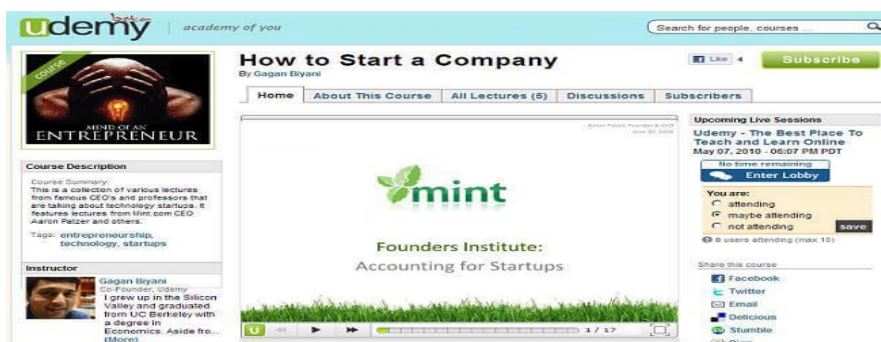 udemy beta
academy of you
Search for people, courses ...
course
MIND OF AN
ENTREPRENEUR
How to Start a Company
By Gagan Biyani
Like 4
Subscribe
Home
About This Course
All Lectures (5)
Discussions
Subscribers
Course Description
Course Summary:
This is a collection of various lectures
from famous CEO's and professors that
are talking about technology startups. It
features lectures from Mint.com CEO
Aaron Patzer and others.
Tags: entrepreneurship,
technology, startups
Instructor
Gagan Biyani
Co-Founder, Udemy
I grew up in the Silicon
Valley and graduated
from UC Berkeley with
a degree in
Economics. Aside fro...
(More)
Aaron Patzer, Founder & CEO
mint
Founders Institute:
Accounting for Startups
U
1 / 17
Upcoming Live Sessions
Udemy - The Best Place To
Teach and Learn Online
May 07, 2010 - 06:07 PM PDT
No time remaining
Enter Lobby
You are:
attending
maybe attending
not attending
save
0 users attending (max 10)
Share this course
Facebook
Twitter
Email
Delicious
Stumble